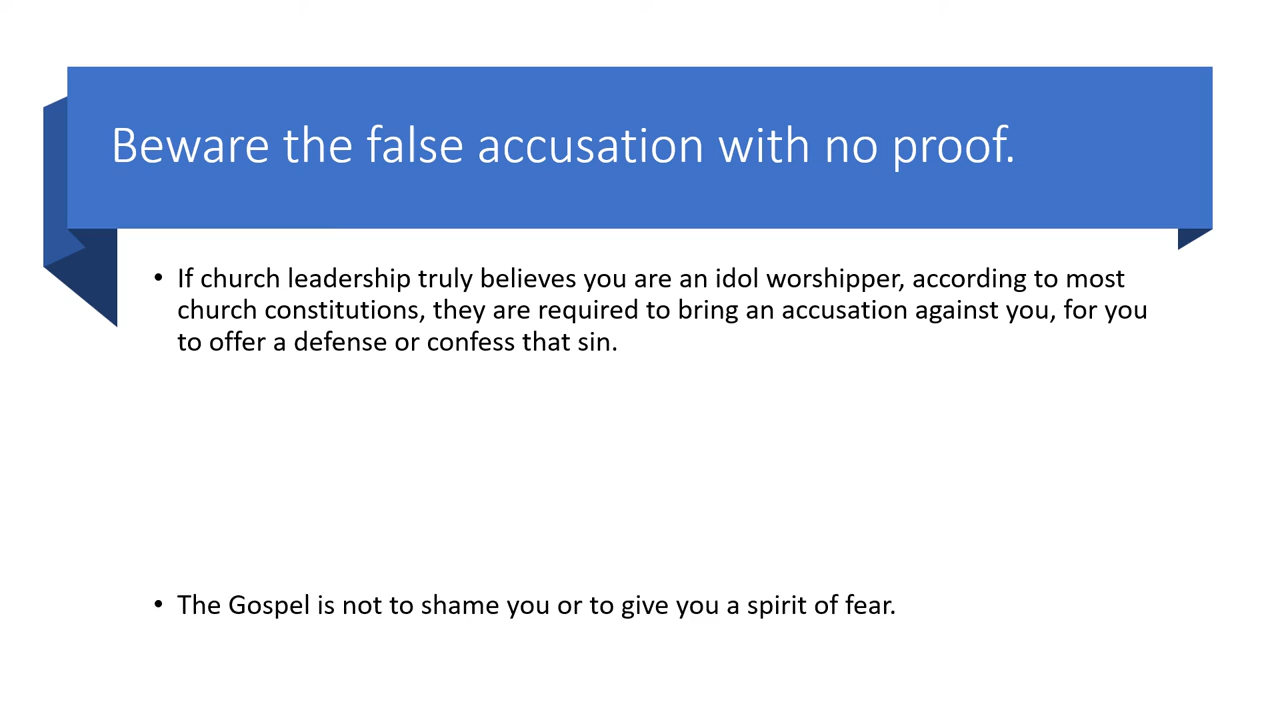 Beware the false accusation with no proof.
• If church leadership truly believes you are an idol worshipper, according to most
church constitutions, they are required to bring an accusation against you, for you
to offer a defense or confess that sin.
• The Gospel is not to shame you or to give you a spirit of fear.